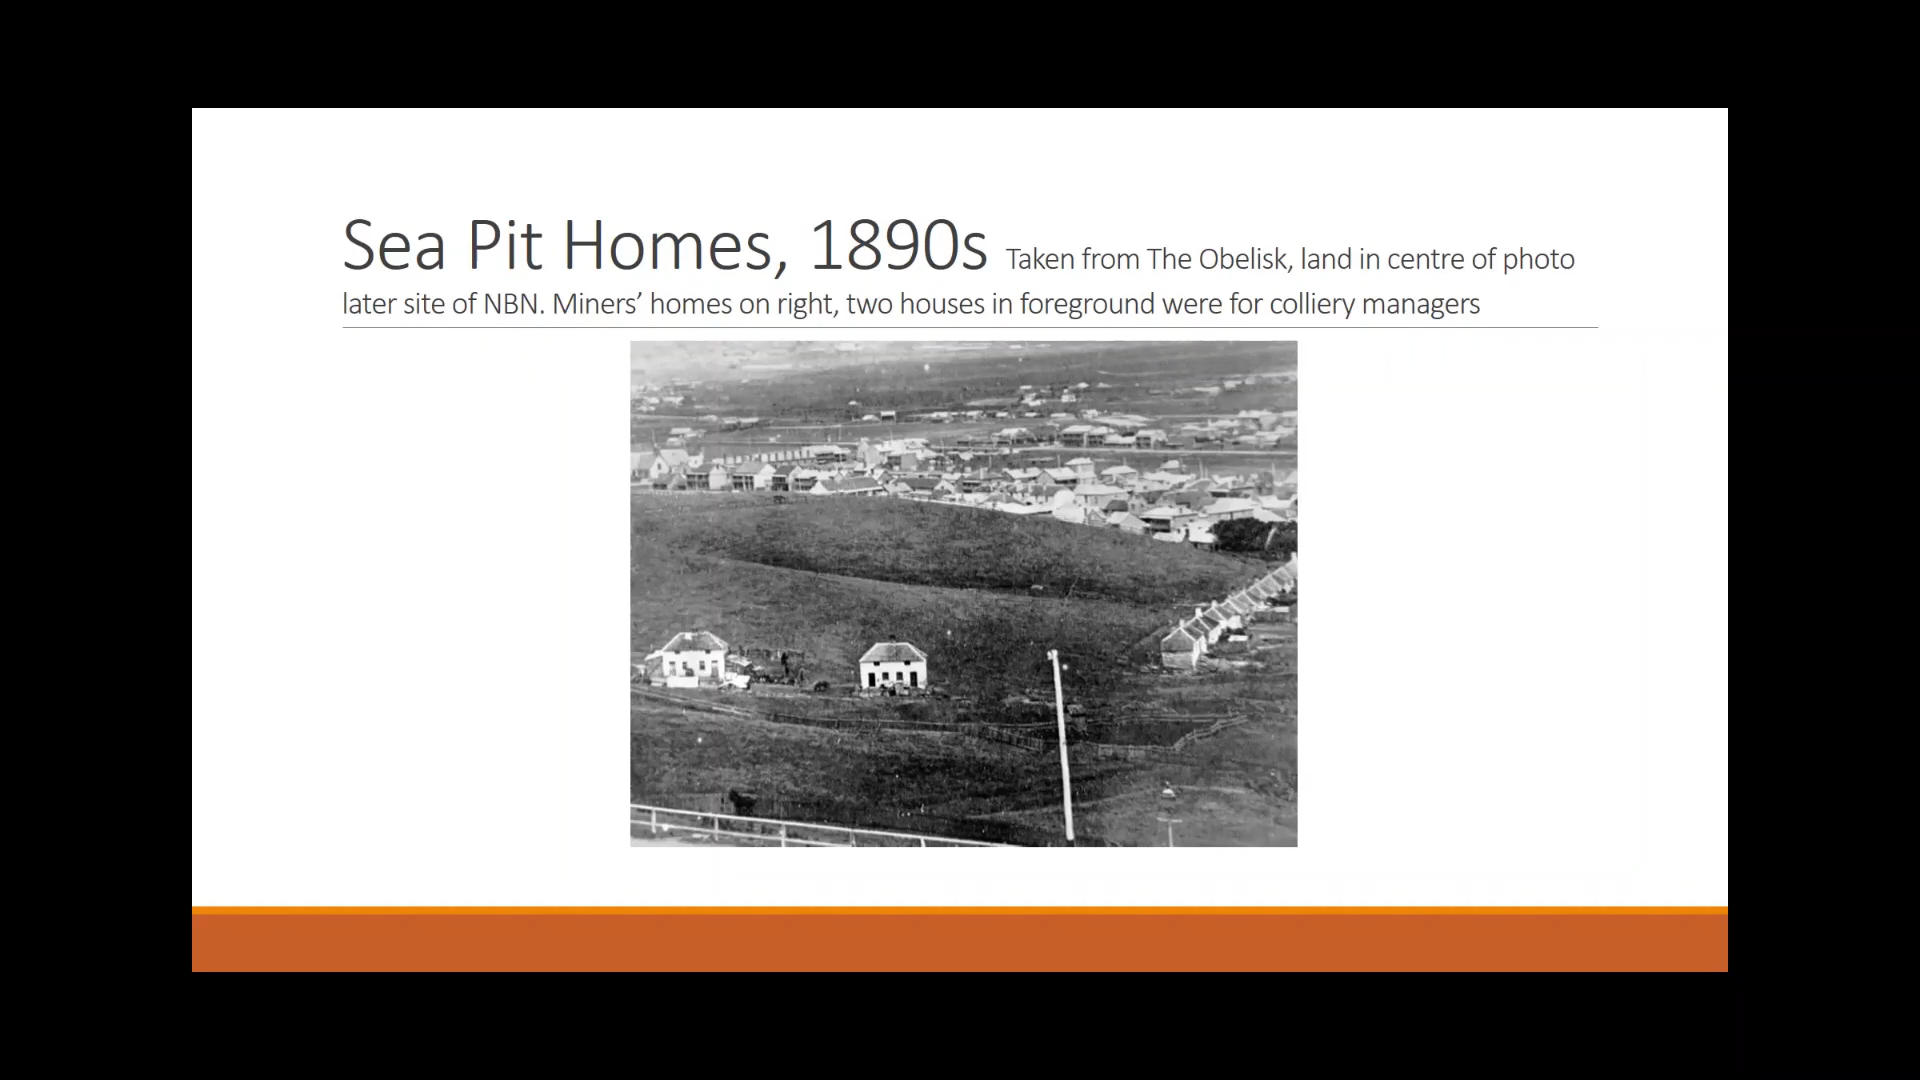 Sea Pit Homes, 1890s Taken from The Obelisk, land in centre of photo
later site of NBN. Miners’ homes on right, two houses in foreground were for colliery managers